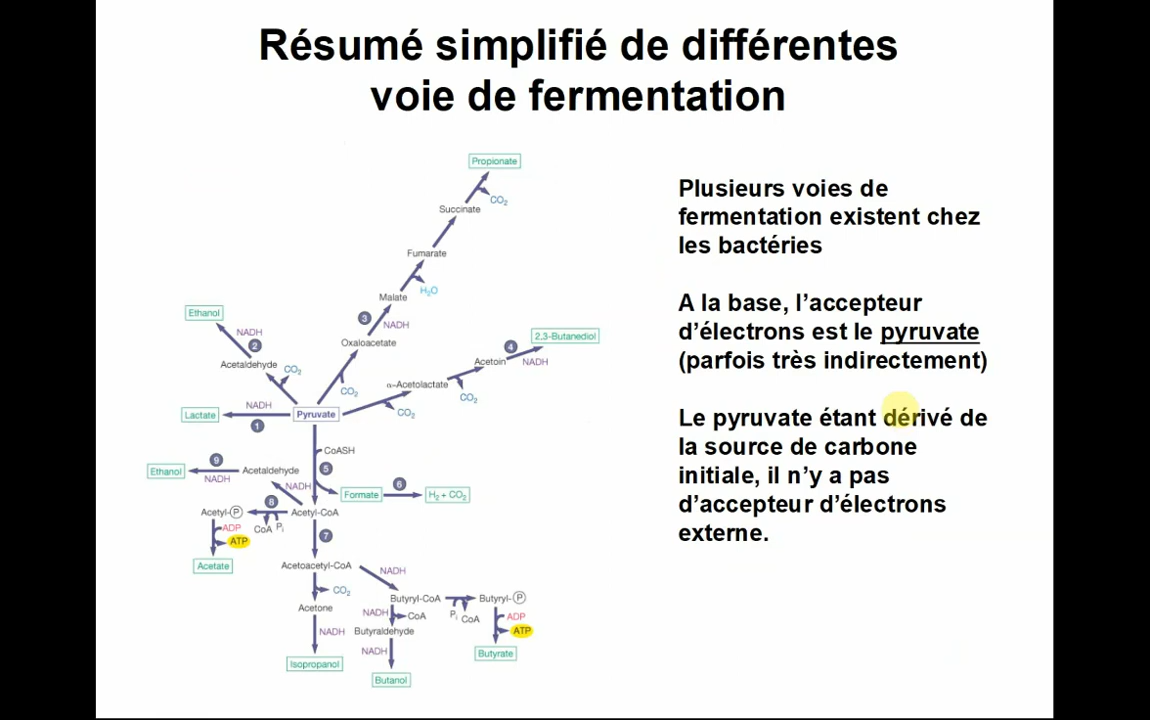 Résumé simplifié de différentes
voie de fermentation
Propionate
CO2
Succinate
Fumarate
H2O
Malate
3
NADH
Oxaloacetate
CO2
Ethanol
NADH
2
Acetaldehyde
CO2
2,3-Butanediol
4
Acetoin
NADH
α-Acetolactate
CO2
CO2
NADH
Lactate
Pyruvate
1
CoASH
9
Ethanol
Acetaldehyde
5
NADH
NADH
6
Formate
H2 + CO2
8
Acetyl-P
Acetyl-CoA
CoA
Pi
ADP
ATP
7
Acetate
Acetoacetyl-CoA
NADH
CO2
Acetone
Butyryl-CoA
Butyryl-P
Pi
CoA
NADH
CoA
ADP
ATP
NADH
Butyraldehyde
NADH
Butyrate
Isopropanol
Butanol
Plusieurs voies de
fermentation existent chez
les bactéries
A la base, l’accepteur
d’électrons est le pyruvate
(parfois très indirectement)
Le pyruvate étant dérivé de
la source de carbone
initiale, il n’y a pas
d’accepteur d’électrons
externe.